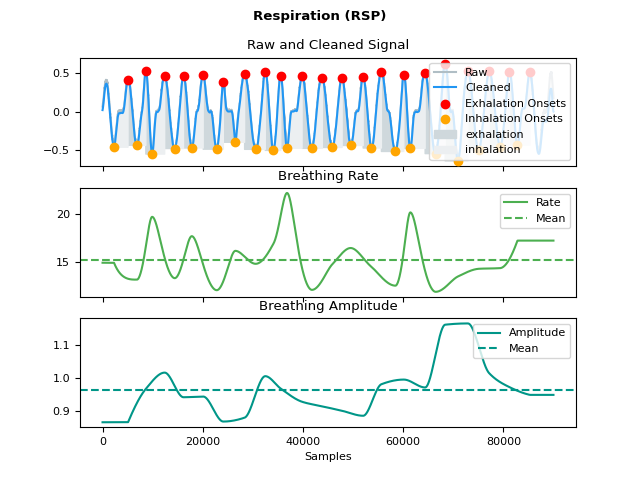 Respiration (RSP)
Raw and Cleaned Signal
0.5
0.0
−0.5
Raw
Cleaned
Exhalation Onsets
Inhalation Onsets
exhalation
inhalation
Breathing Rate
20
15
Rate
Mean
Breathing Amplitude
1.1
1.0
0.9
Amplitude
Mean
0 20000 40000 60000 80000
Samples